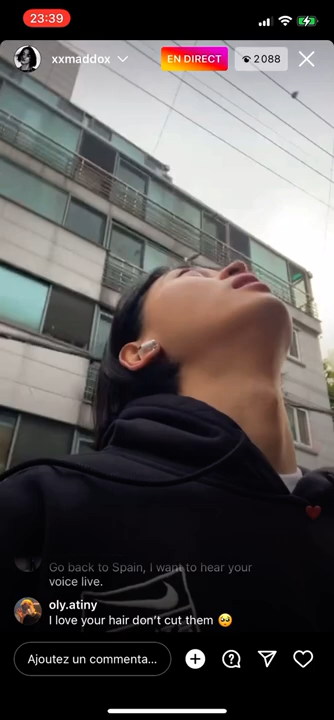 23:39
xxmaddox
EN DIRECT
2088
Go back to Spain, I want to hear your
voice live.
oly.atiny
I love your hair don't cut them 🥺
Ajoutez un commenta...